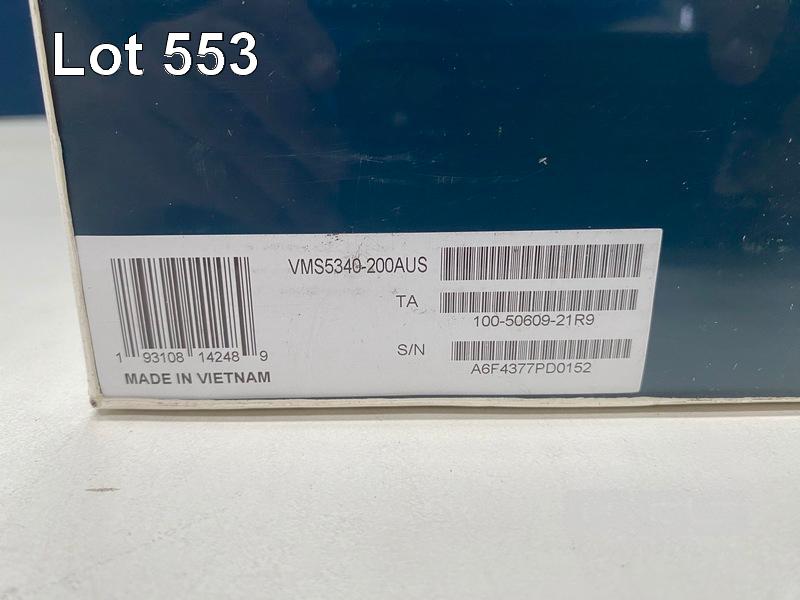 Lot 553
VMS5340-200AUS
TA
100-50609-21R9
S/N
A6F4377PD0152
1 93108 14248 9
MADE IN VIETNAM